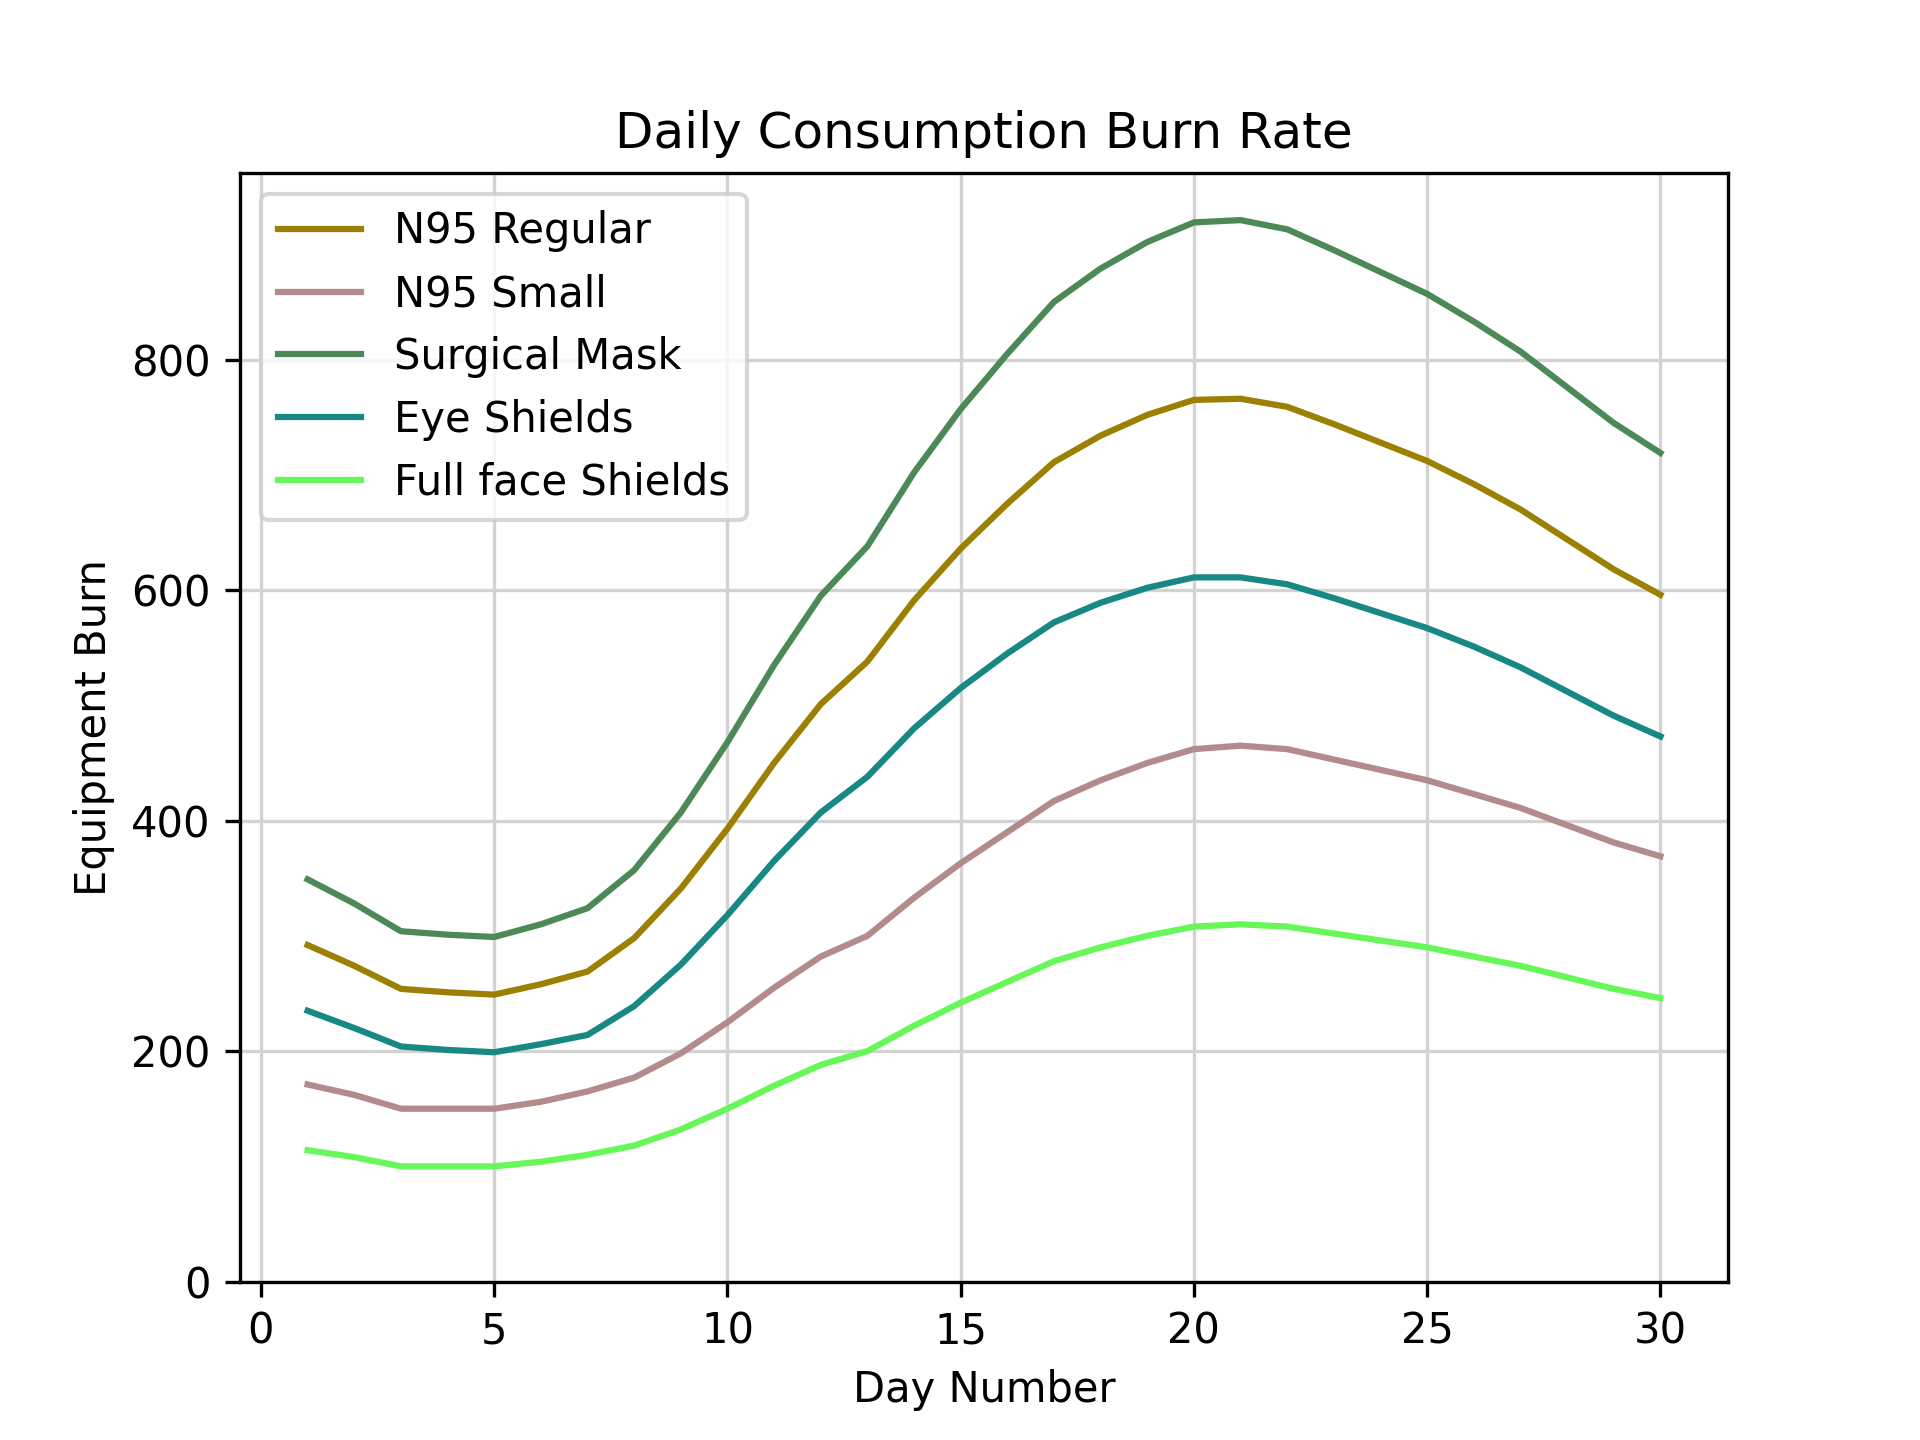 Daily Consumption Burn Rate
N95 Regular
N95 Small
Surgical Mask
Eye Shields
Full face Shields
800
600
400
200
0
Equipment Burn
0 5 10 15 20 25 30
Day Number